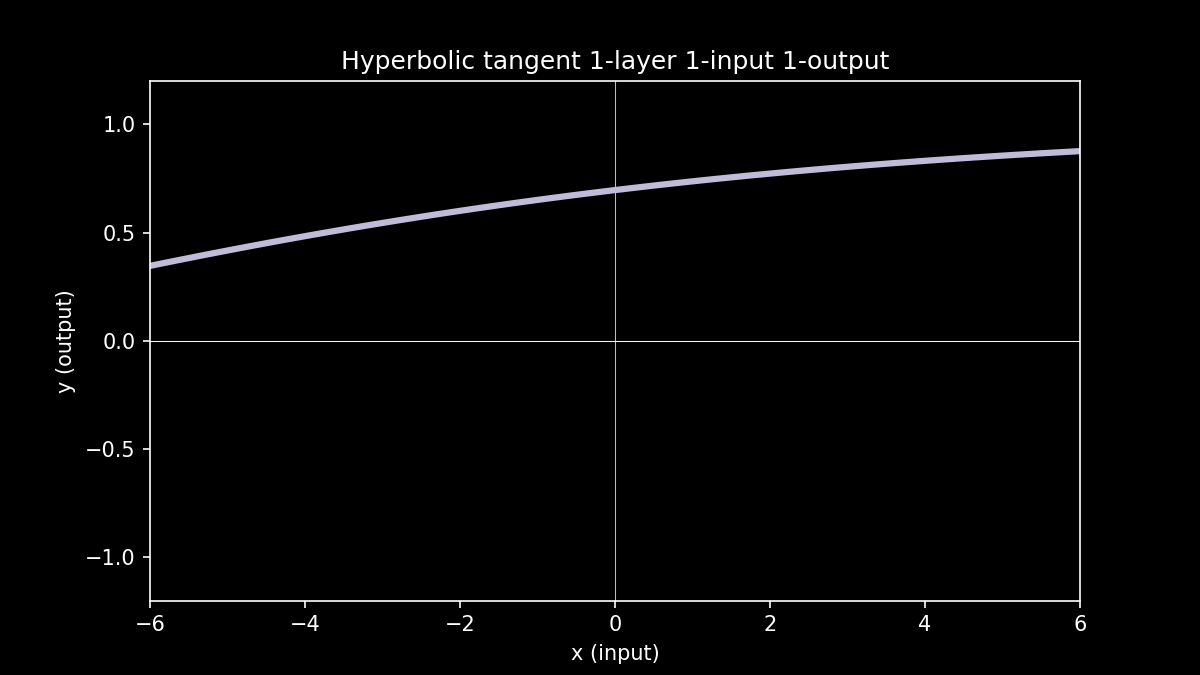 Hyperbolic tangent 1-layer 1-input 1-output
1.0
0.5
0.0
−0.5
−1.0
y (output)
−6 −4 −2 0 2 4 6
x (input)